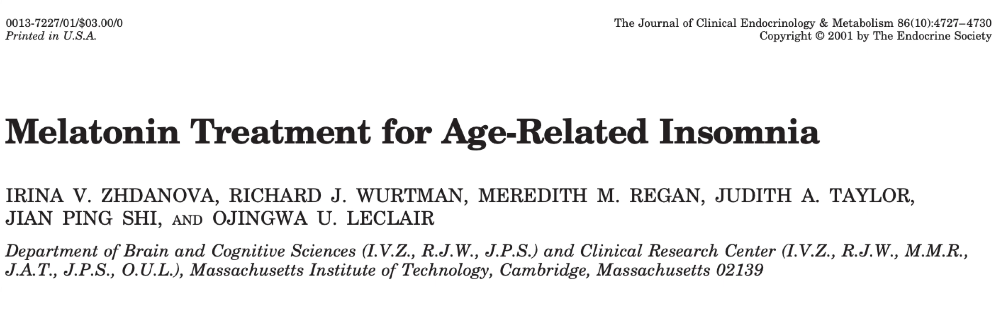 0013-7227/01/$03.00/0
Printed in U.S.A.
The Journal of Clinical Endocrinology & Metabolism 86(10):4727–4730
Copyright © 2001 by The Endocrine Society
Melatonin Treatment for Age-Related Insomnia
IRINA V. ZHDANOVA, RICHARD J. WURTMAN, MEREDITH M. REGAN, JUDITH A. TAYLOR,
JIAN PING SHI, AND OJINGWA U. LECLAIR
Department of Brain and Cognitive Sciences (I.V.Z., R.J.W., J.P.S.) and Clinical Research Center (I.V.Z., R.J.W., M.M.R.,
J.A.T., J.P.S., O.U.L.), Massachusetts Institute of Technology, Cambridge, Massachusetts 02139